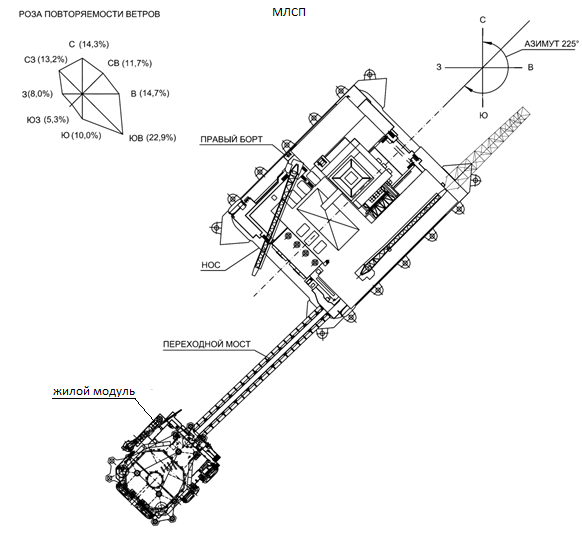 МЛСП
РОЗА ПОВТОРЯЕМОСТИ ВЕТРОВ
С (14,3%)
СЗ (13,2%)
СВ (11,7%)
З(8,0%)
В (14,7%)
ЮЗ (5,3%)
Ю (10,0%)
ЮВ (22,9%)
С
АЗИМУТ 225°
З
В
Ю
ПРАВЫЙ БОРТ
НОС
ПЕРЕХОДНОЙ МОСТ
жилой модуль